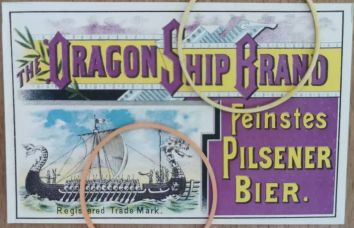 THE DRAGON SHIP BRAND
Feinstes
PILSENER
BIER.
Registered Trade Mark.